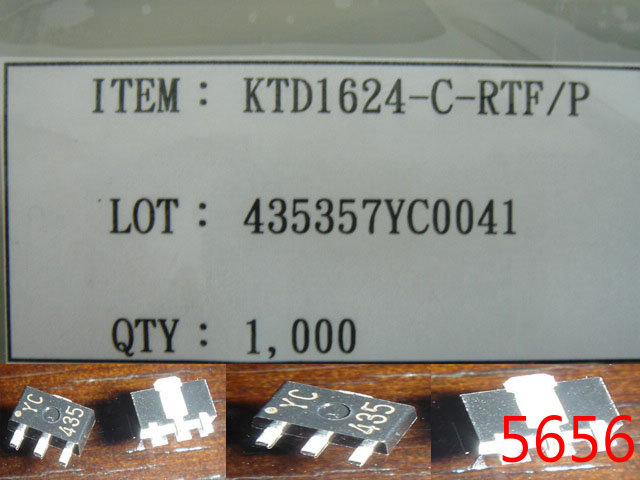 ITEM : KTD1624-C-RTF/P
LOT : 435357YC0041
QTY : 1,000
YC
435
YC
435
5656